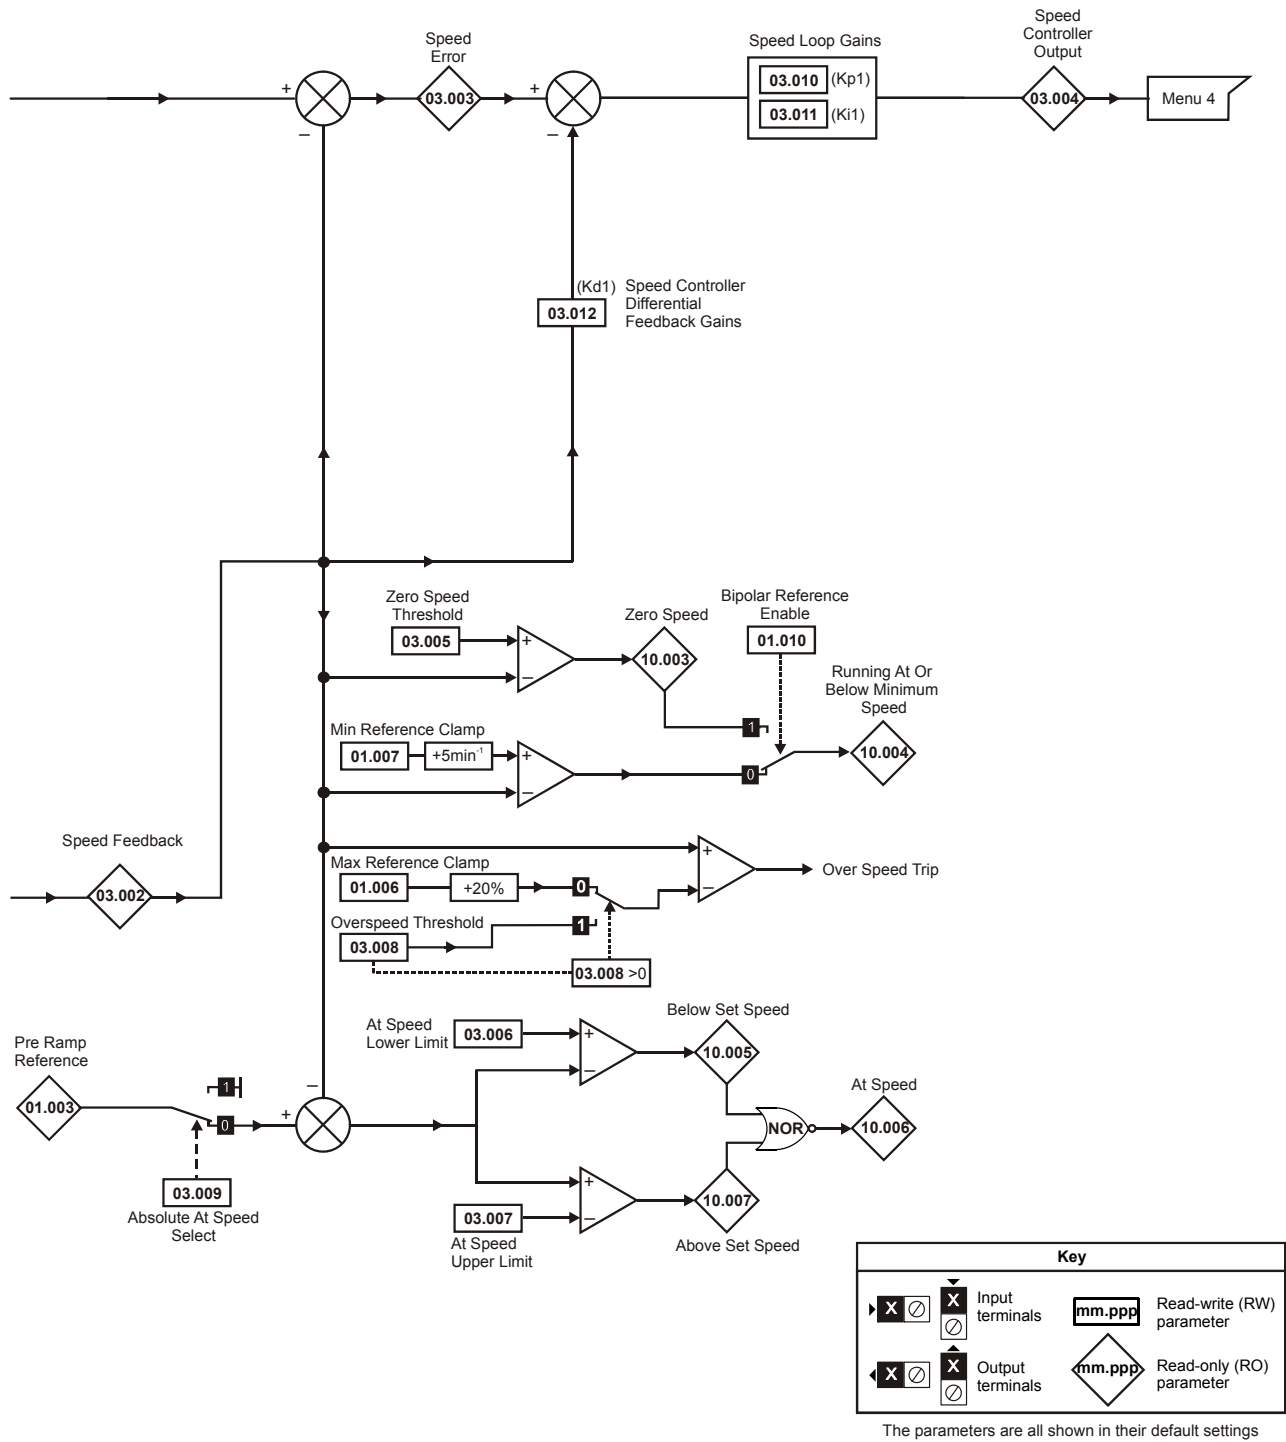 Speed
Error
+
03.003
+
–
–
Speed Loop Gains
03.010 (Kp1)
03.011 (Ki1)
Speed
Controller
Output
03.004
Menu 4
(Kd1)
03.012
Speed Controller
Differential
Feedback Gains
Zero Speed
Threshold
03.005
+
–
Zero Speed
10.003
Bipolar Reference
Enable
01.010
1
Running At Or
Below Minimum
Speed
10.004
Min Reference Clamp
01.007
+5min⁻¹
+
–
0
Speed Feedback
03.002
Max Reference Clamp
01.006
+20%
0
+
–
Over Speed Trip
Overspeed Threshold
03.008
1
03.008 >0
Pre Ramp
Reference
01.003
1
0
+
–
03.009
Absolute At Speed
Select
At Speed
Lower Limit
03.006
+
–
Below Set Speed
10.005
NOR
At Speed
10.006
+
–
03.007
At Speed
Upper Limit
10.007
Above Set Speed
Key
X
X
Input
terminals
mm.ppp
Read-write (RW)
parameter
X
X
Output
terminals
mm.ppp
Read-only (RO)
parameter
The parameters are all shown in their default settings